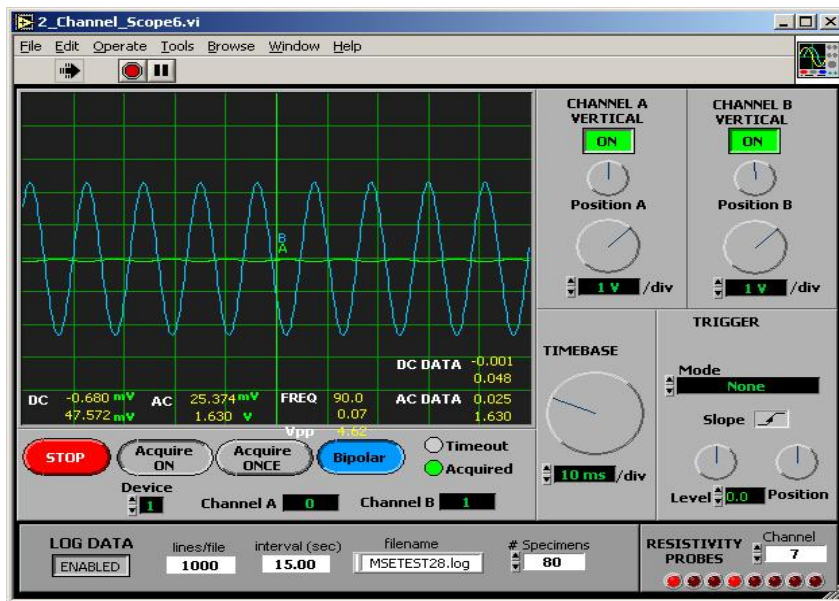 2_Channel_Scope6.vi
File Edit Operate Tools Browse Window Help
CHANNEL A VERTICAL
ON
Position A
1 V /div
CHANNEL B VERTICAL
ON
Position B
1 V /div
B
A
DC DATA -0.001
0.048
DC -0.680 mV AC 25.374 mV FREQ 90.0 AC DATA 0.025
47.572 mV 1.630 V 0.07 1.630
Vpp 4.62
TIMEBASE
10 ms /div
TRIGGER
Mode
None
Slope
Level 0.0 Position
STOP Acquire ON Acquire ONCE Bipolar Timeout
Acquired
Device
1 Channel A 0 Channel B 1
LOG DATA
ENABLED
lines/file
1000
interval (sec)
15.00
filename
MSETEST28.log
# Specimens
80
RESISTIVITY PROBES
Channel
7